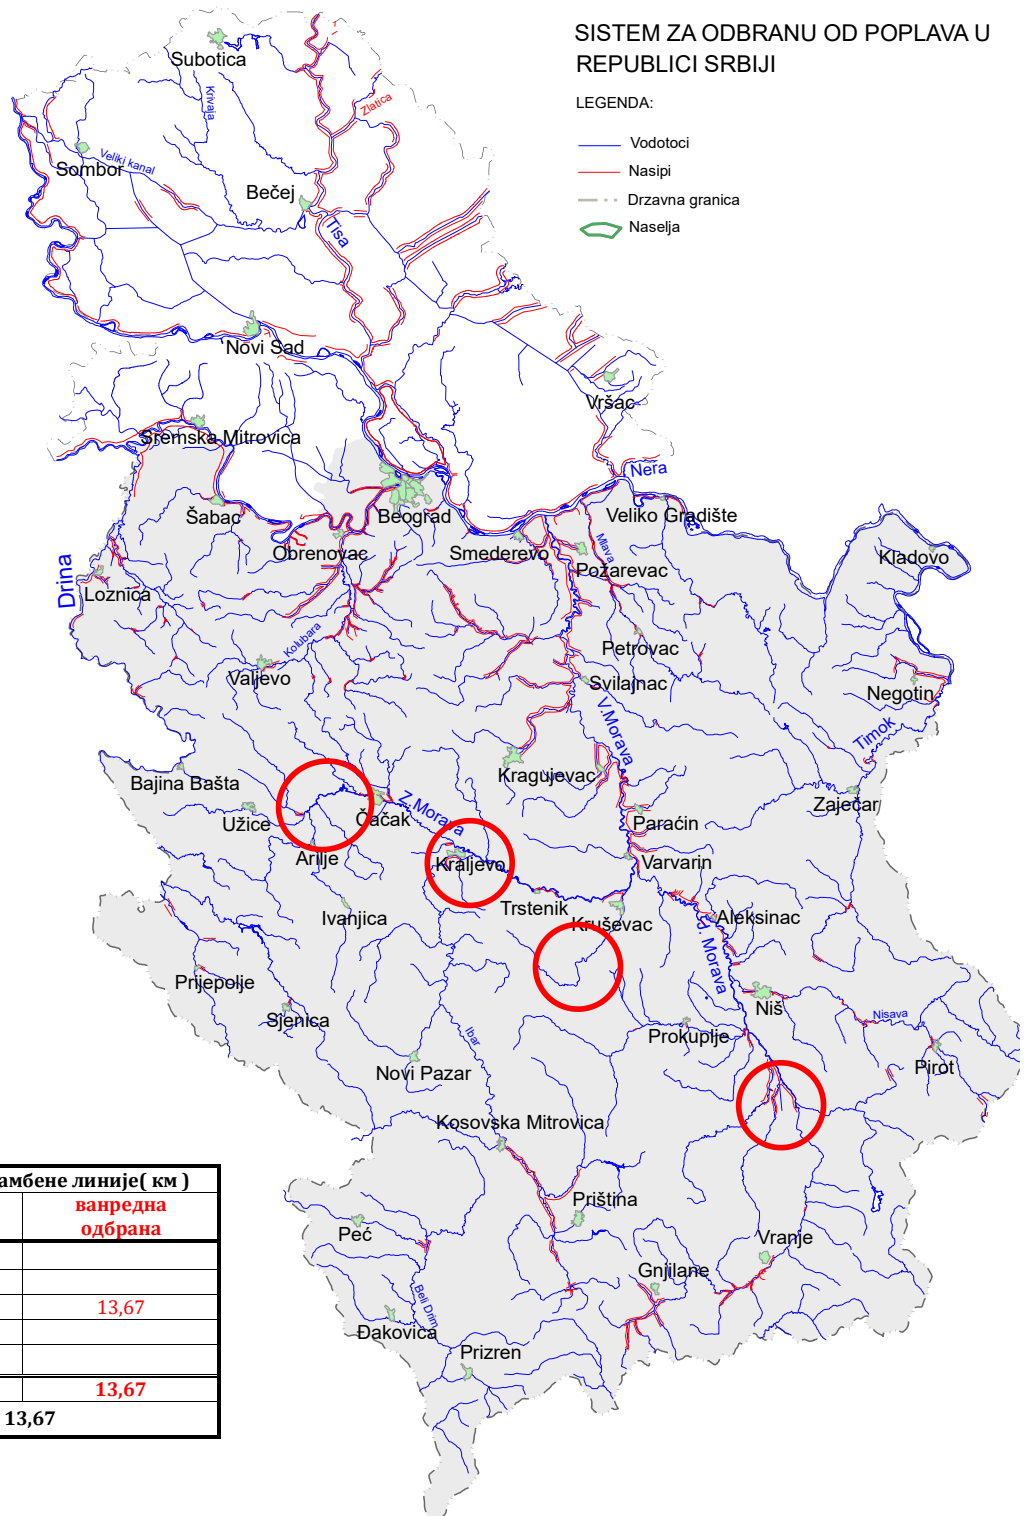 SISTEM ZA ODBRANU OD POPLAVA U
REPUBLICI SRBIJI
LEGENDA:
Vodotoci
Nasipi
Drzavna granica
Naselja
Subotica
Krivaja
Zlatica
Sombor
Veliki kanal
Bečej
Tisa
Novi Sad
Vršac
Sremska Mitrovica
Nera
Šabac
Beograd
Veliko Gradište
Obrenovac
Smederevo
Mlava
Kladovo
Drina
Loznica
Požarevac
Kolubara
Petrovac
Valjevo
Svilajnac
Negotin
V.Morava
Timok
Bajina Bašta
Kragujevac
Zaječar
Užice
Čačak
Z.Morava
Paraćin
Arilje
Kraljevo
Varvarin
Ivanjica
Trstenik
Kruševac
Aleksinac
J. Morava
Prijepolje
Sjenica
Niš
Nisava
Ibar
Prokuplje
Pirot
Novi Pazar
Kosovska Mitrovica
Priština
Peć
Vranje
Gnjilane
Beli Drim
Đakovica
Prizren
амбене линије( км )
ванредна
одбрана
13,67
13,67
13,67